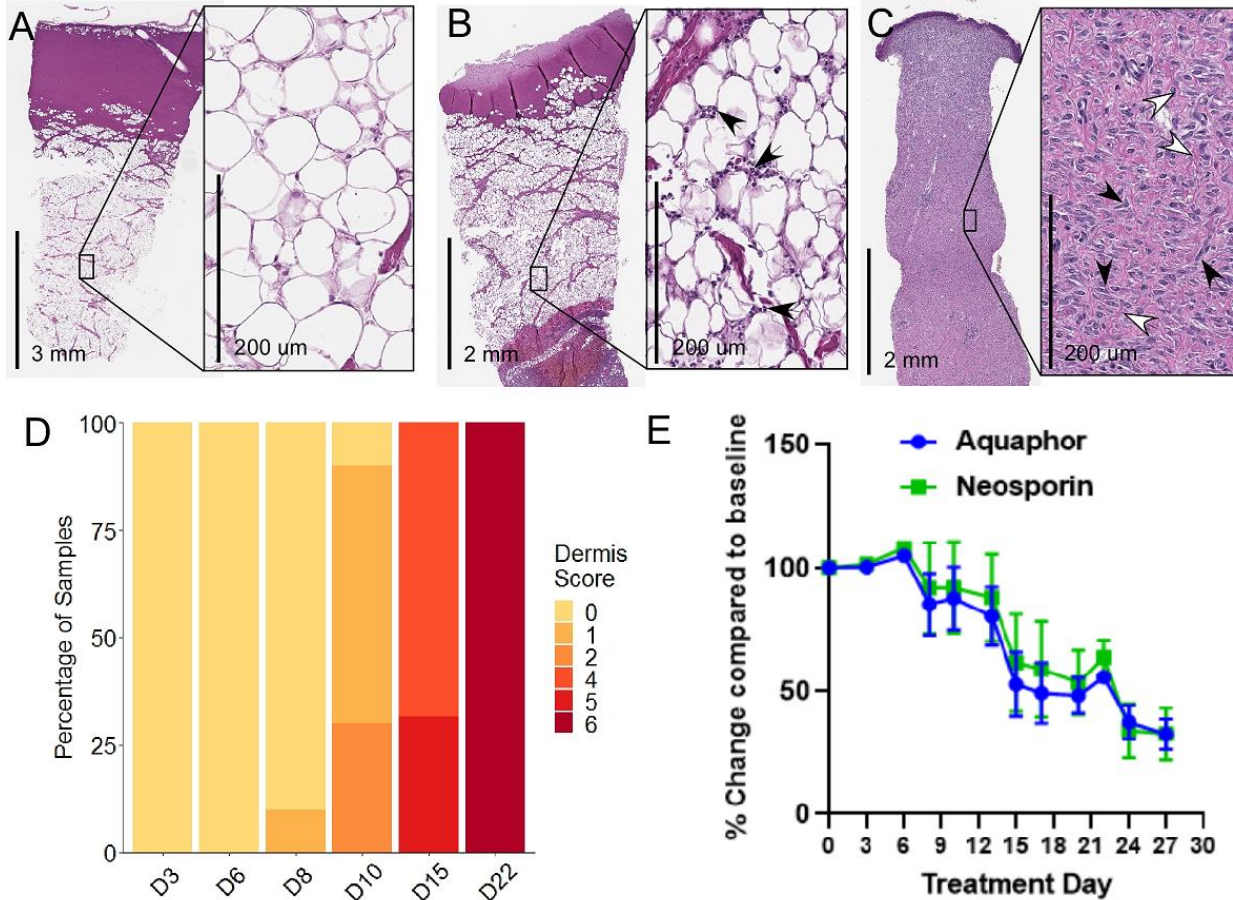 A
3 mm
200 um
B
2 mm
200 um
C
2 mm
200 um
D
Percentage of Samples
100
75
50
25
0
D3
D6
D8
D10
D15
D22
Dermis
Score
0
1
2
4
5
6
E
Aquaphor
Neosporin
% Change compared to baseline
150
100
50
0
0 3 6 9 12 15 18 21 24 27 30
Treatment Day